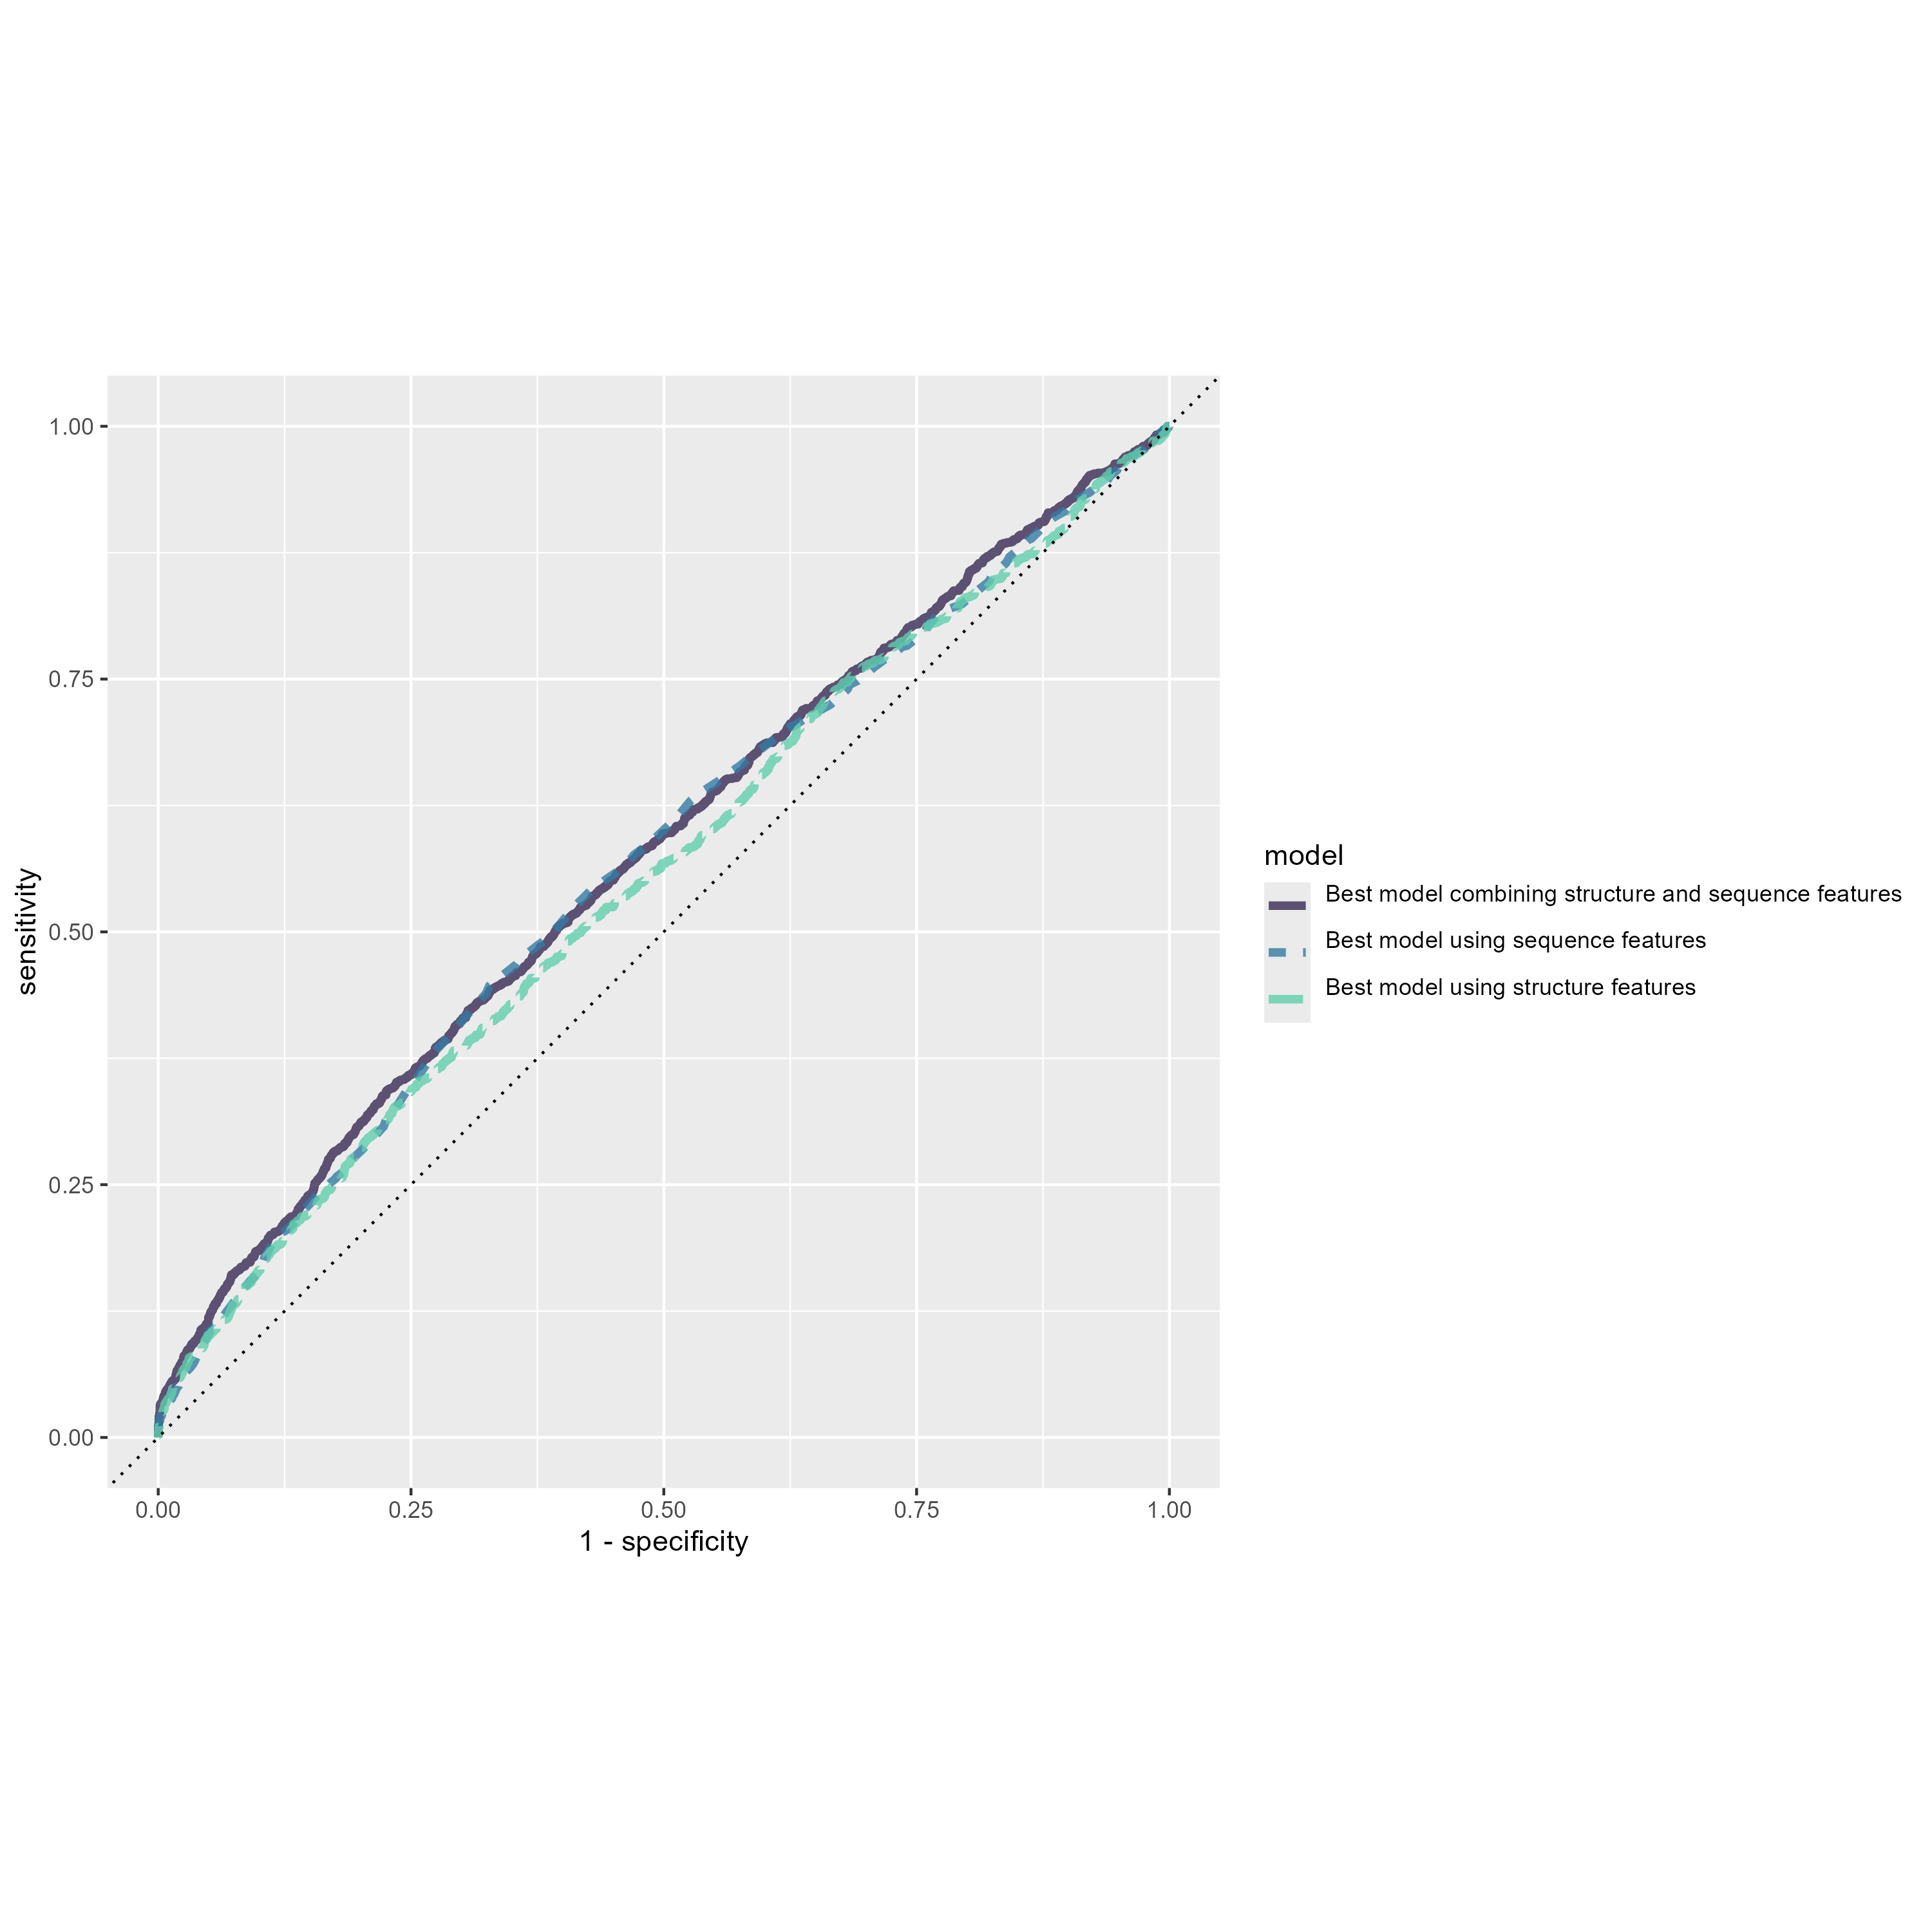 1.00
0.75
0.50
0.25
0.00
sensitivity
0.00 0.25 0.50 0.75 1.00
1 - specificity
model
Best model combining structure and sequence features
Best model using sequence features
Best model using structure features